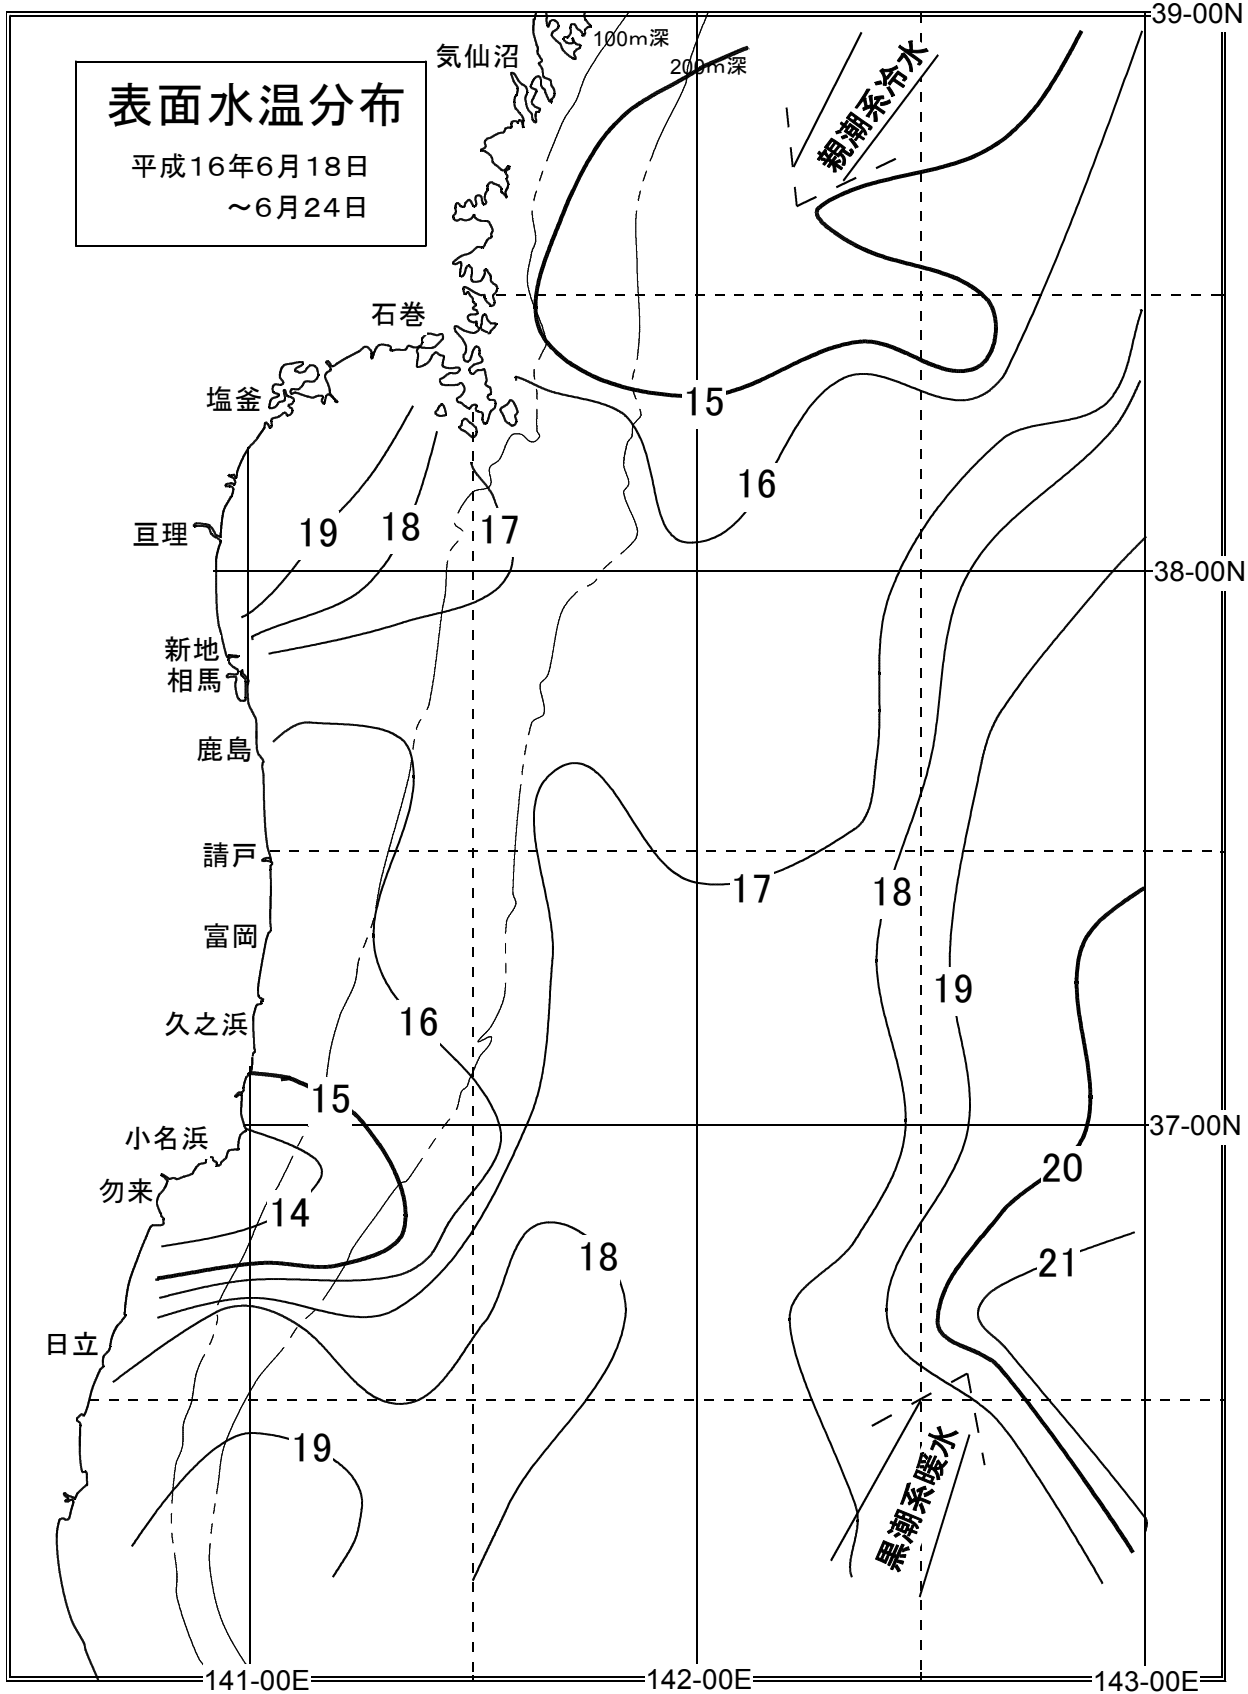 39-00N
100m深
気仙沼
200m深
親潮系冷水
表面水温分布
平成16年6月18日
～6月24日
石巻
塩釜
15
16
19
18
17
亘理
38-00N
新地
相馬
鹿島
請戸
17
18
富岡
19
久之浜
16
15
37-00N
小名浜
勿来
20
14
18
21
日立
19
黒潮系暖水
141-00E
142-00E
143-00E